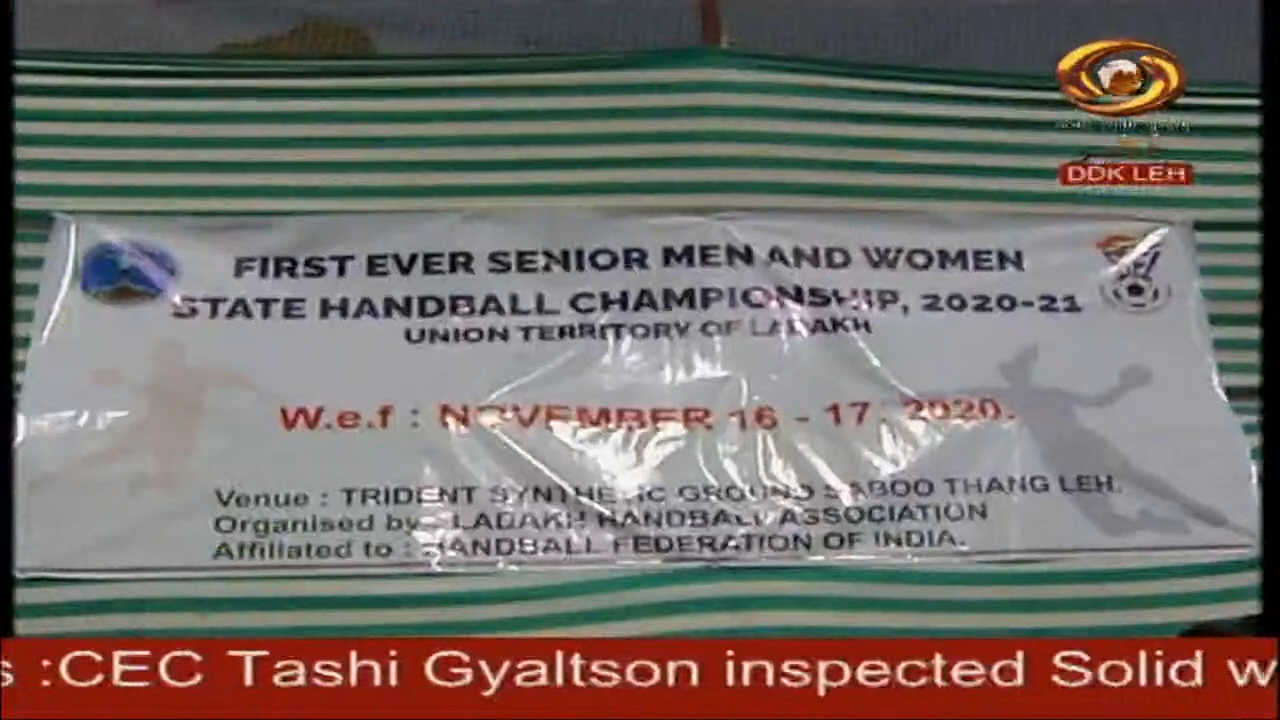 DDK LEH
FIRST EVER SENIOR MEN AND WOMEN
STATE HANDBALL CHAMPIONSHIP, 2020-21
UNION TERRITORY OF LADAKH
W.e.f : NOVEMBER 16 - 17, 2020.
Venue : TRIDENT SYNTHETIC GROUND SABOO THANG LEH.
Organised by : LADAKH HANDBALL ASSOCIATION
Affiliated to : HANDBALL FEDERATION OF INDIA.
s :CEC Tashi Gyaltson inspected Solid w